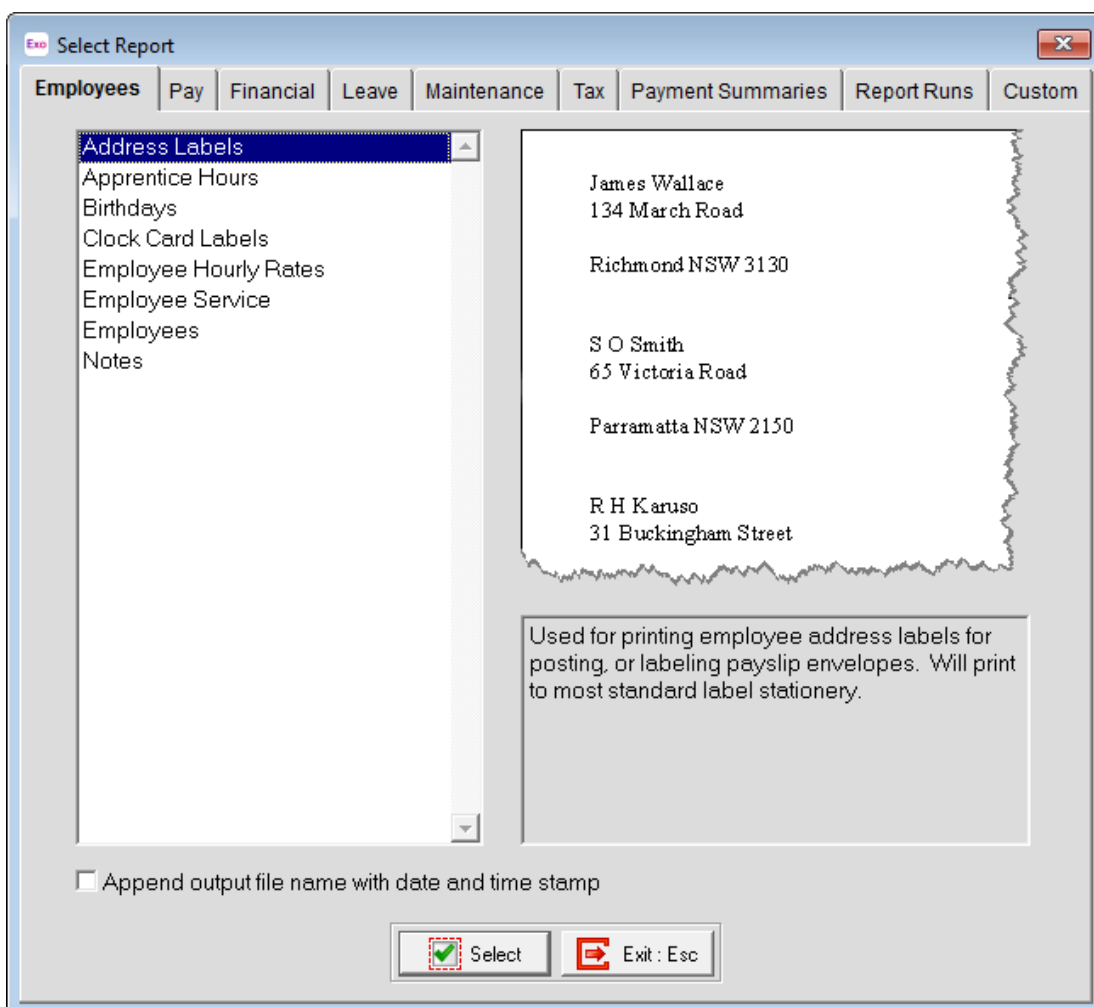 Exo Select Report
Employees Pay Financial Leave Maintenance Tax Payment Summaries Report Runs Custom
Address Labels
Apprentice Hours
Birthdays
Clock Card Labels
Employee Hourly Rates
Employee Service
Employees
Notes
James Wallace
134 March Road
Richmond NSW 3130
S O Smith
65 Victoria Road
Parramatta NSW 2150
R H Karuso
31 Buckingham Street
Used for printing employee address labels for
posting, or labeling payslip envelopes. Will print
to most standard label stationery.
Append output file name with date and time stamp
Select Exit : Esc